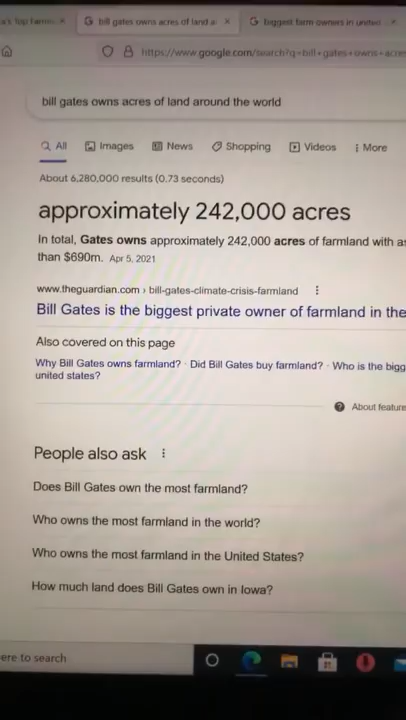 bill gates owns acres of land a
biggest farm owners in united
https://www.google.com/search?q=bill+gates+owns+acres
bill gates owns acres of land around the world
All Images News Shopping Videos More
About 6,280,000 results (0.73 seconds)
approximately 242,000 acres
In total, Gates owns approximately 242,000 acres of farmland with as
than $690m. Apr 5, 2021
www.theguardian.com › bill-gates-climate-crisis-farmland
Bill Gates is the biggest private owner of farmland in the
Also covered on this page
Why Bill Gates owns farmland? · Did Bill Gates buy farmland? · Who is the bigg
united states?
About feature
People also ask
Does Bill Gates own the most farmland?
Who owns the most farmland in the world?
Who owns the most farmland in the United States?
How much land does Bill Gates own in Iowa?
ere to search